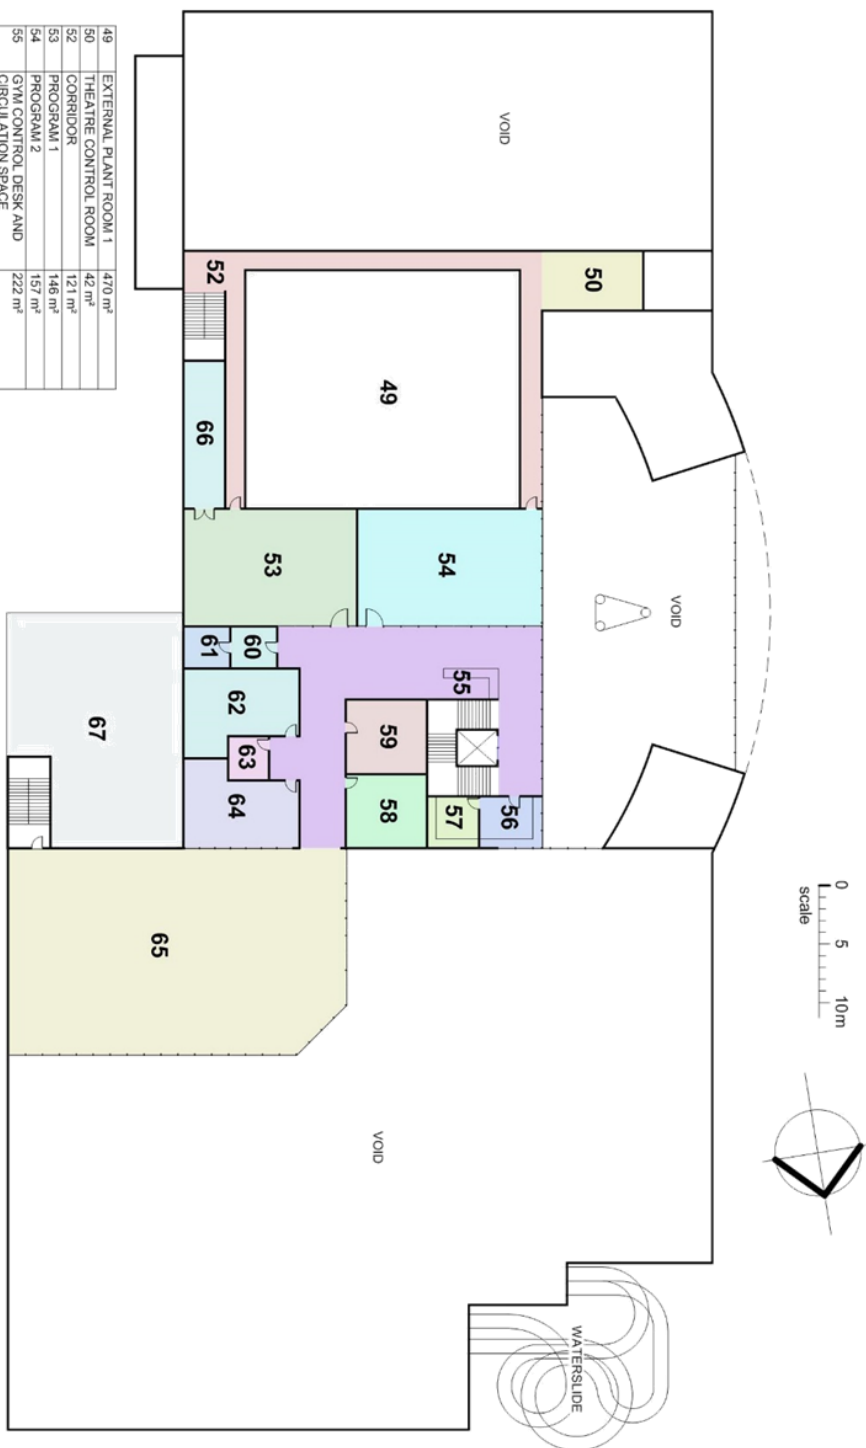 VOID
50
52
49
66
53
54
VOID
61
60
55
62
59
63
67
64
58
57
56
65
VOID
WATERSLIDE
0 5 10m
scale
49 EXTERNAL PLANT ROOM 1 470 m²
50 THEATRE CONTROL ROOM 42 m²
52 CORRIDOR 121 m²
53 PROGRAM 1 146 m²
54 PROGRAM 2 157 m²
55 GYM CONTROL DESK AND 222 m²
CIRCULATION SPACE